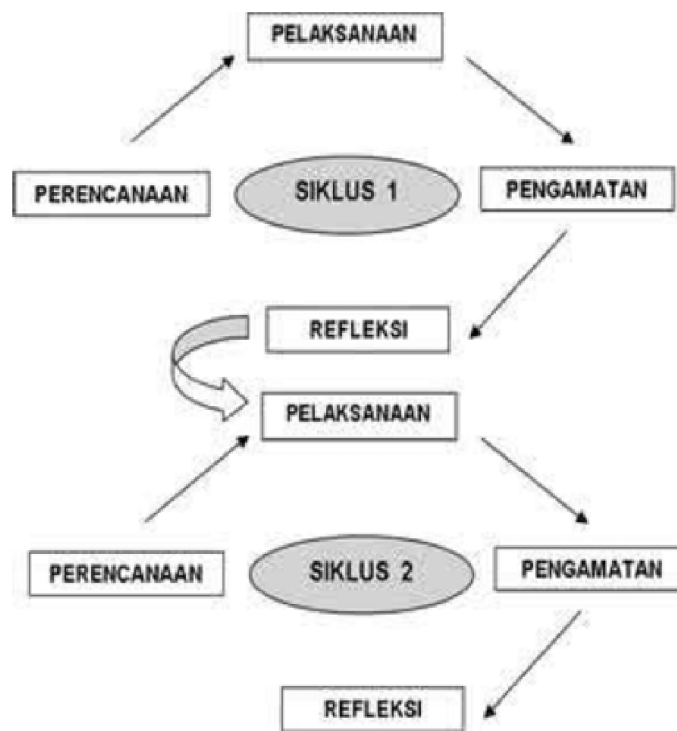 PELAKSANAAN
PERENCANAAN
SIKLUS 1
PENGAMATAN
REFLEKSI
PELAKSANAAN
PERENCANAAN
SIKLUS 2
PENGAMATAN
REFLEKSI